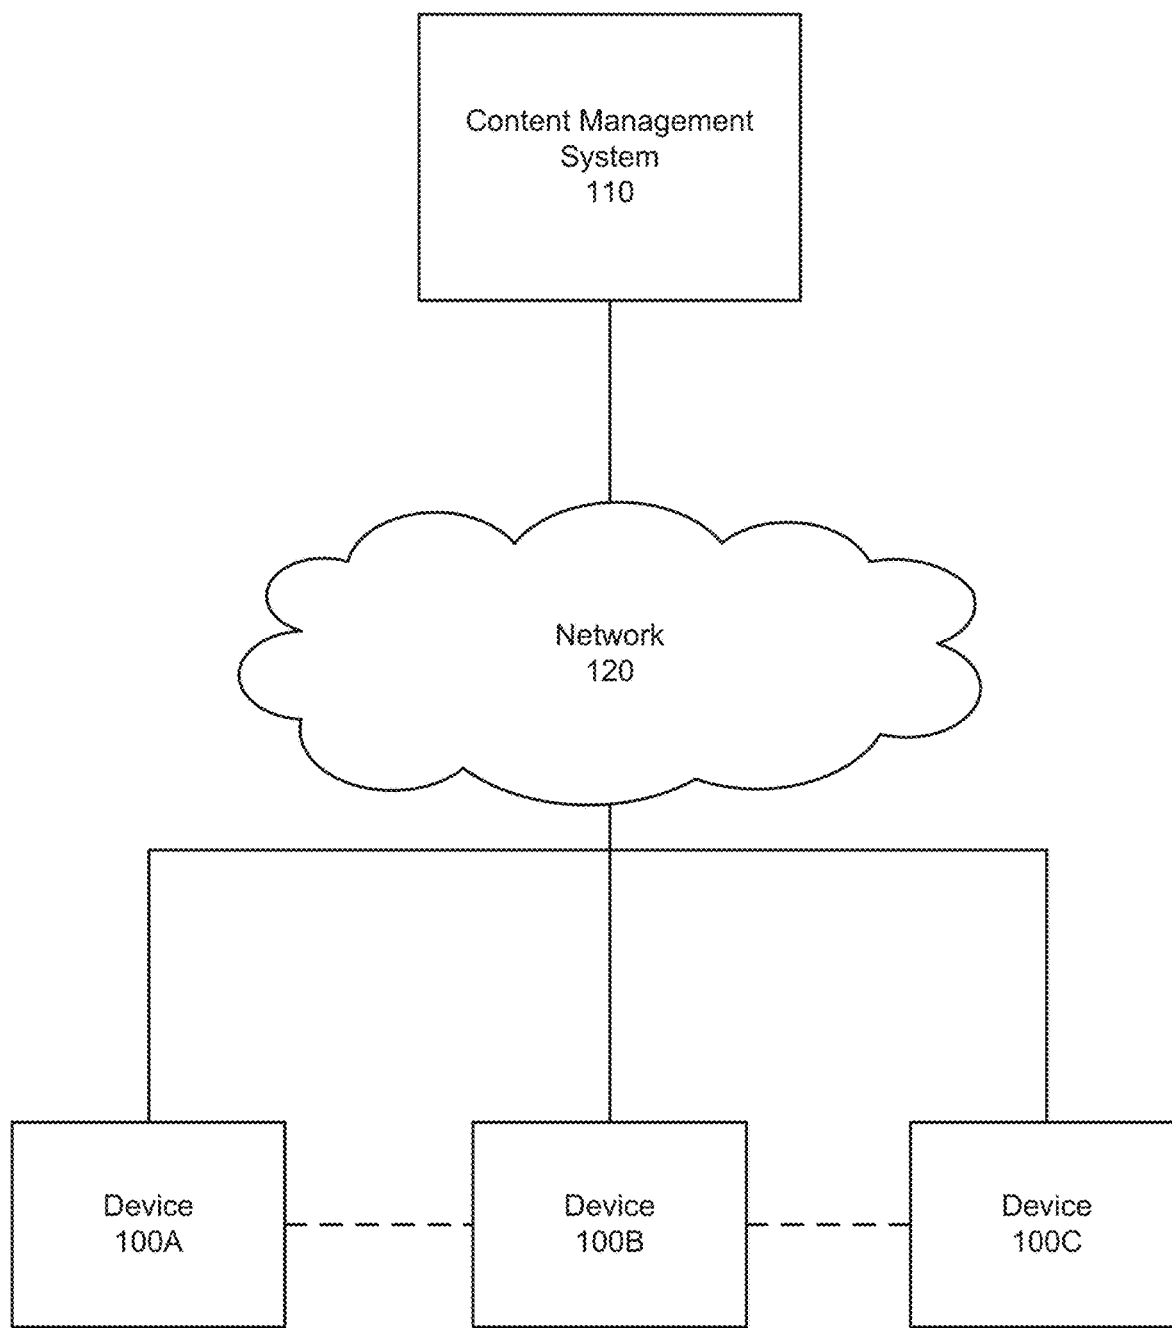 Content Management
System
110
Network
120
Device
100A
Device
100B
Device
100C